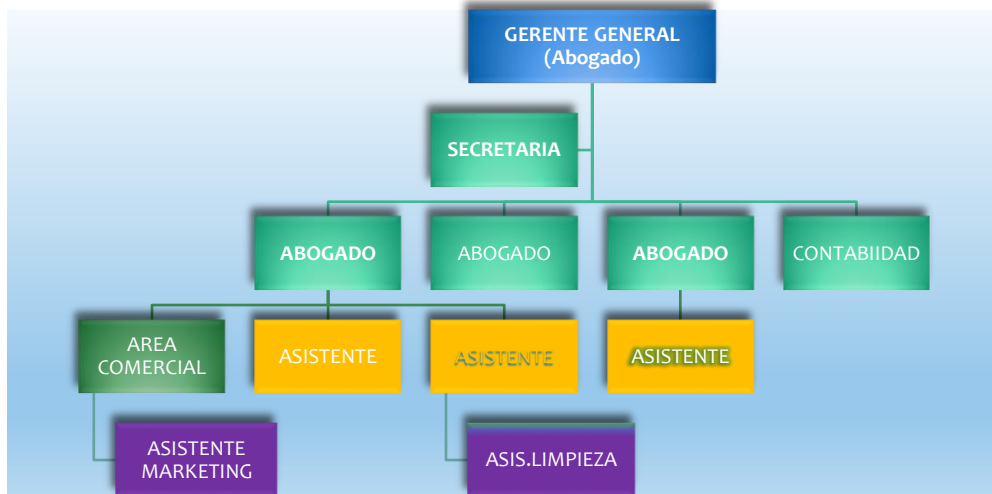 GERENTE GENERAL
(Abogado)
SECRETARIA
ABOGADO
ABOGADO
ABOGADO
CONTABIIDAD
AREA
COMERCIAL
ASISTENTE
ASISTENTE
ASISTENTE
ASISTENTE
MARKETING
ASIS.LIMPIEZA